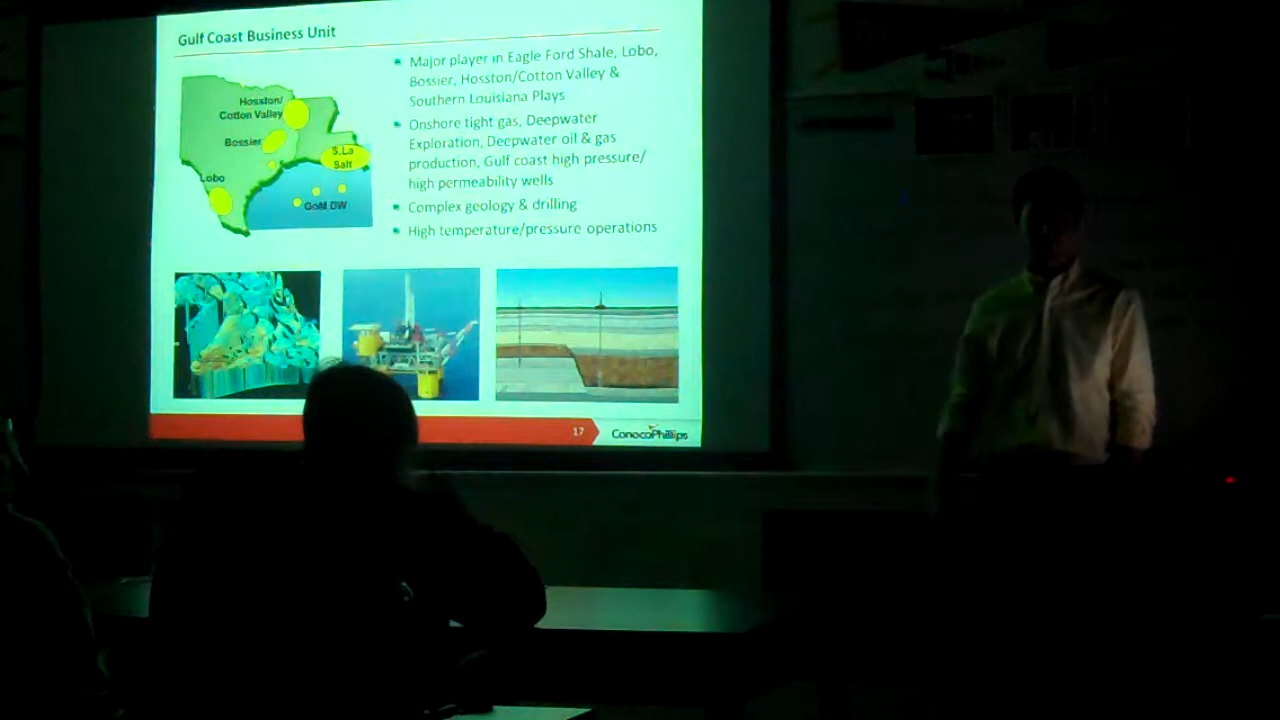 Gulf Coast Business Unit
Hosston/
Cotton Valley
Bossier
S.La
Salt
Lobo
GoM DW
Major player in Eagle Ford Shale, Lobo,
Bossier, Hosston/Cotton Valley &
Southern Louisiana Plays
Onshore tight gas, Deepwater
Exploration, Deepwater oil & gas
production, Gulf coast high pressure/
high permeability wells
Complex geology & drilling
High temperature/pressure operations
17
ConocoPhillips